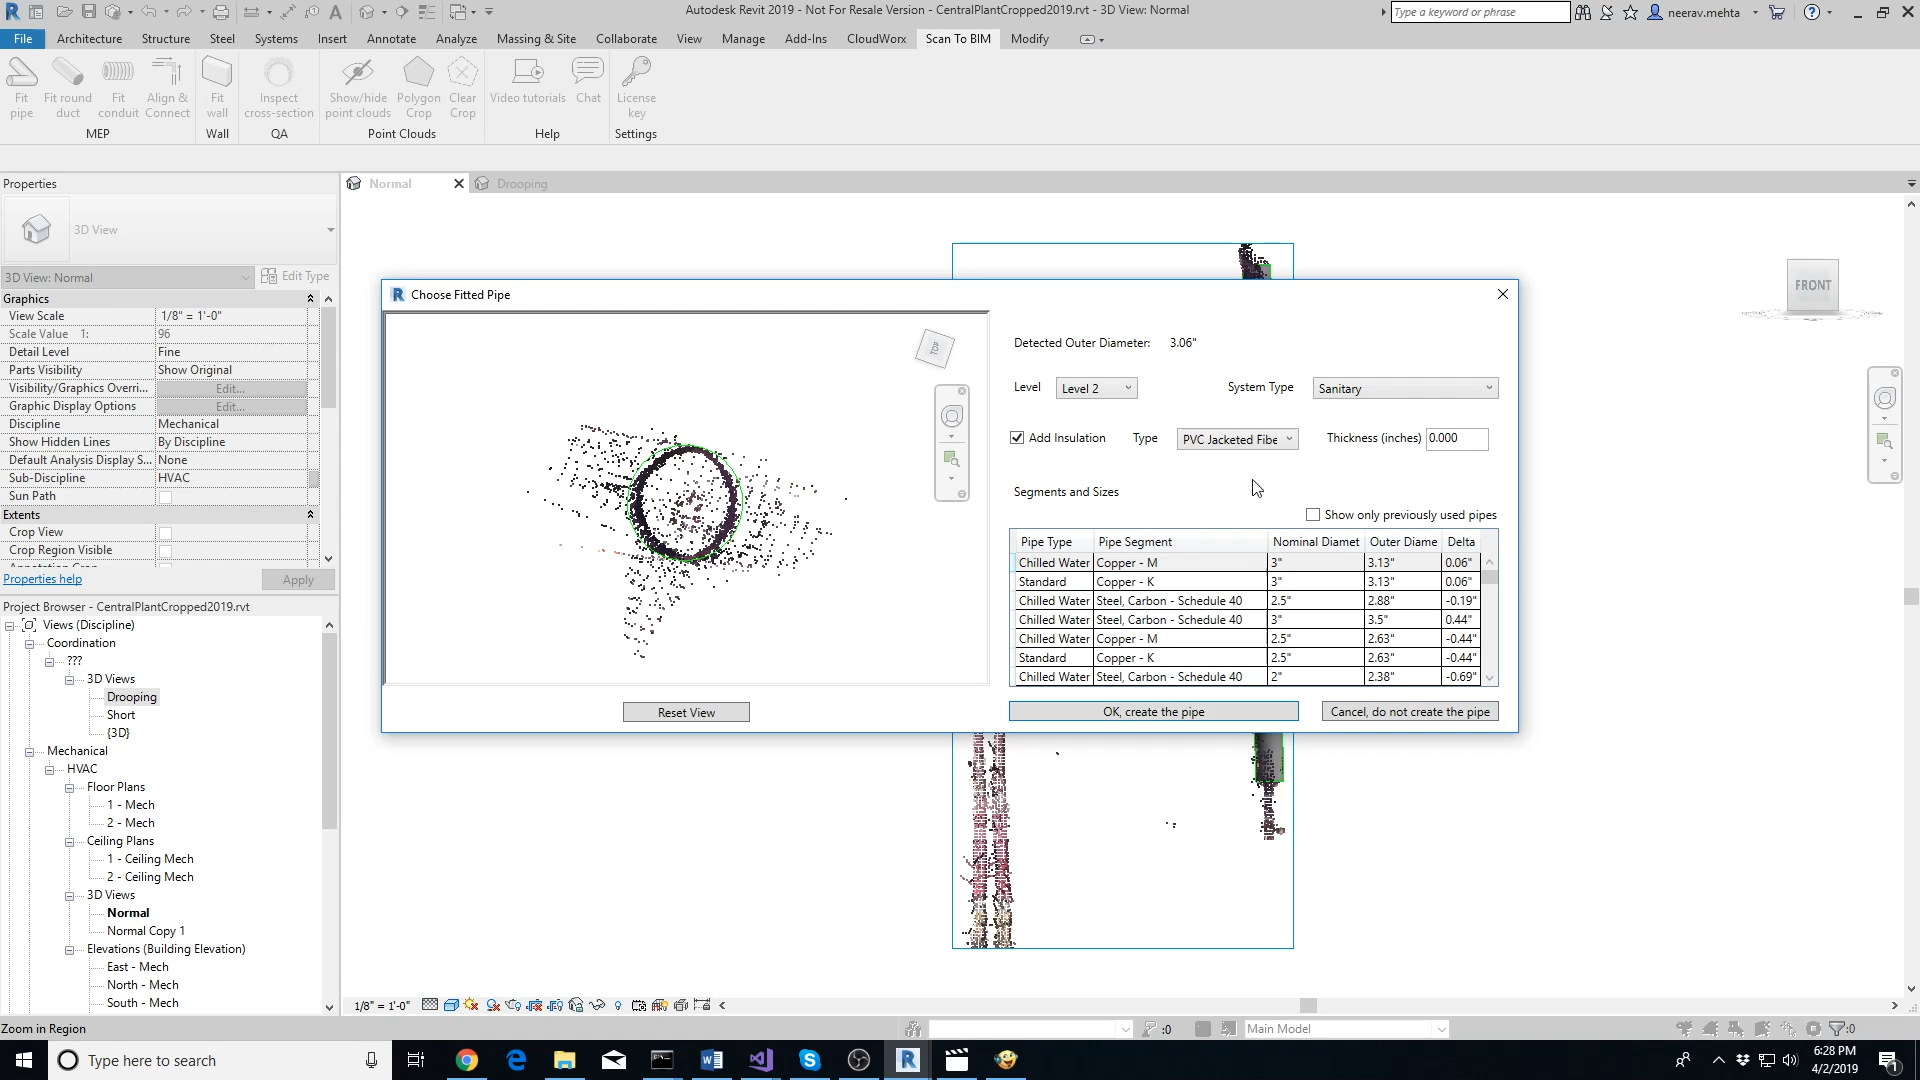 Autodesk Revit 2019 - Not For Resale Version - CentralPlantCropped2019.rvt - 3D View: Normal
Type a keyword or phrase
neerav.mehta
File Architecture Structure Steel Systems Insert Annotate Analyze Massing & Site Collaborate View Manage Add-Ins CloudWorx Scan To BIM Modify
Fit pipe
Fit round duct
Fit conduit
Align & Connect
Fit wall
Inspect cross-section
Show/hide point clouds
Polygon Crop
Clear Crop
Video tutorials
Chat
License key
MEP Wall QA Point Clouds Help Settings
Properties
Normal
Drooping
3D View
3D View: Normal
Edit Type
Graphics
View Scale 1/8" = 1'-0"
Scale Value 1: 96
Detail Level Fine
Parts Visibility Show Original
Visibility/Graphics Overri... Edit...
Graphic Display Options Edit...
Discipline Mechanical
Show Hidden Lines By Discipline
Default Analysis Display S... None
Sub-Discipline HVAC
Sun Path
Extents
Crop View
Crop Region Visible
Properties help
Apply
Project Browser - CentralPlantCropped2019.rvt
Views (Discipline)
Coordination
???
3D Views
Drooping
Short
{3D}
Mechanical
HVAC
Floor Plans
1 - Mech
2 - Mech
Ceiling Plans
1 - Ceiling Mech
2 - Ceiling Mech
3D Views
Normal
Normal Copy 1
Elevations (Building Elevation)
East - Mech
North - Mech
South - Mech
FRONT
Choose Fitted Pipe
TOP
Reset View
Detected Outer Diameter: 3.06"
Level Level 2 System Type Sanitary
Add Insulation Type PVC Jacketed Fibe Thickness (inches) 0.000
Segments and Sizes
Show only previously used pipes
Pipe Type Pipe Segment Nominal Diamet Outer Diame Delta
Chilled Water Copper - M 3" 3.13" 0.06"
Standard Copper - K 3" 3.13" 0.06"
Chilled Water Steel, Carbon - Schedule 40 2.5" 2.88" -0.19"
Chilled Water Steel, Carbon - Schedule 40 3" 3.5" 0.44"
Chilled Water Copper - M 2.5" 2.63" -0.44"
Standard Copper - K 2.5" 2.63" -0.44"
Chilled Water Steel, Carbon - Schedule 40 2" 2.38" -0.69"
OK, create the pipe
Cancel, do not create the pipe
1/8" = 1'-0"
Zoom in Region
:0
Main Model
:0
Type here to search
6:28 PM
4/2/2019
1